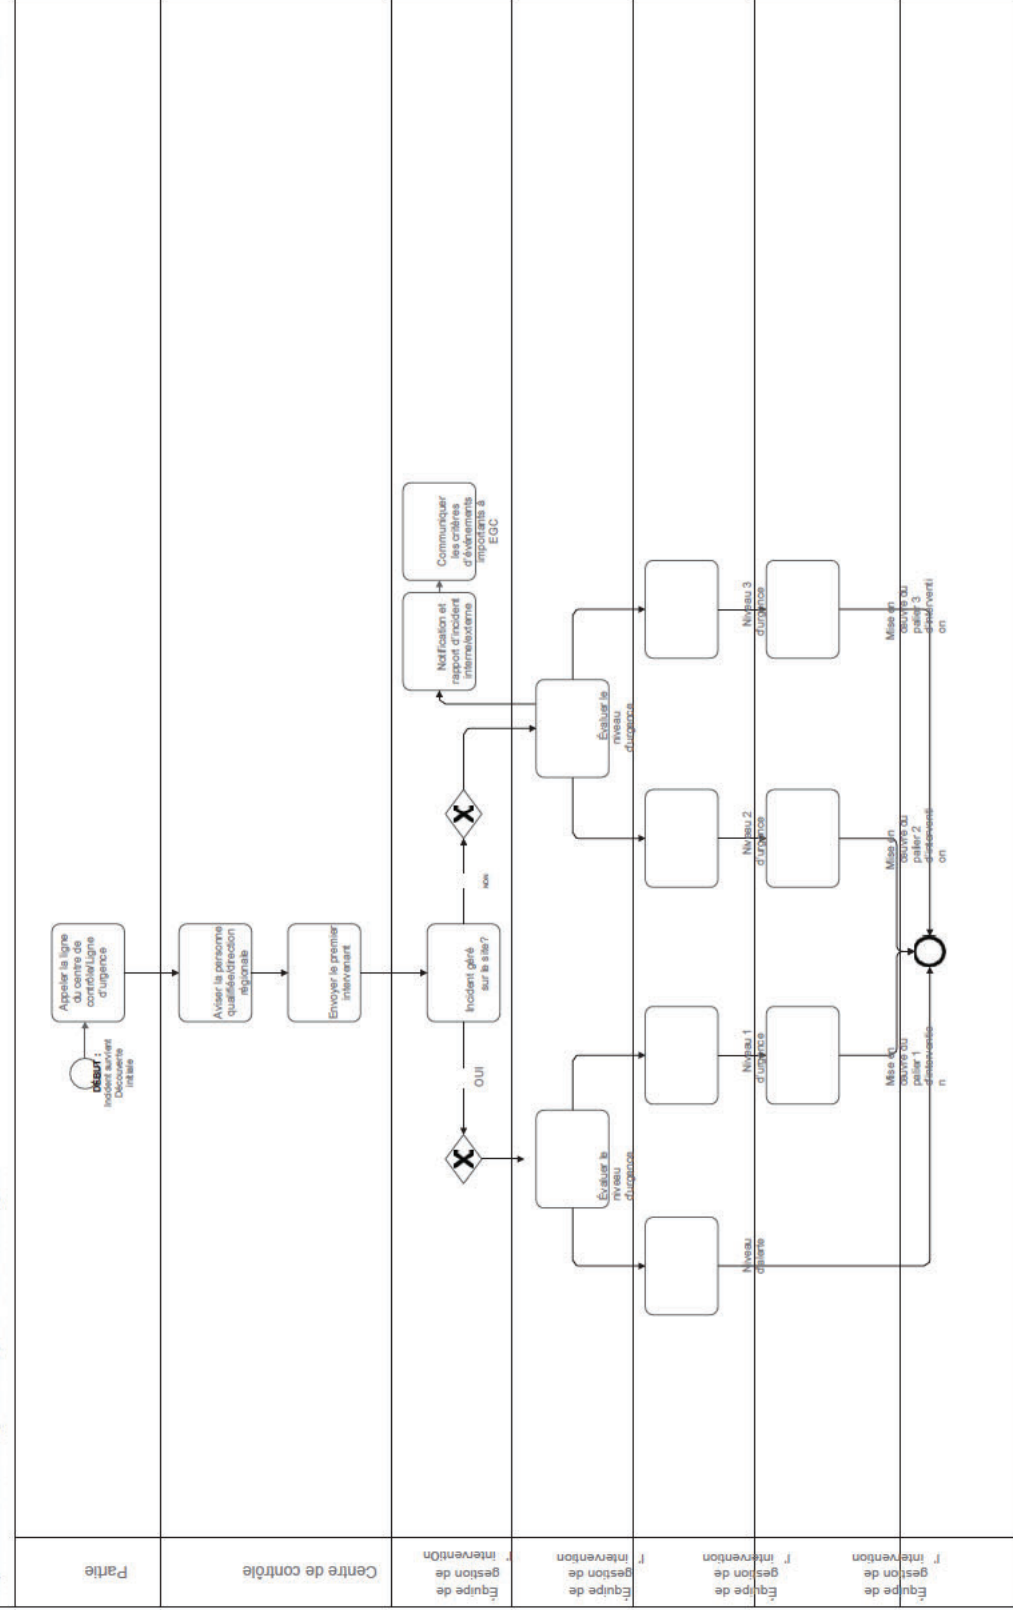 Partie
Appeler la ligne
du centre de
contrôle/Ligne
d'urgence
DÉBUT :
Incident survient
Découverte
initiale
Centre de contrôle
Aviser la personne
qualifiée/direction
régionale
Envoyer le premier
intervenant
Équipe de
gestion de
l'
interventiOn
Incident géré
sur le site?
OUI
NON
Notification et
rapport d'incident
interne/externe
Communiquer
les critères
d'événements
importants à
EGC
Équipe de
gestion de
l'
intervention
Évaluer le
niveau
d'urgence
Évaluer le
niveau
d'urgence
Équipe de
gestion de
l'
intervention
Niveau
d'alerte
Niveau 1
d'urgence
Niveau 2
d'urgence
Niveau 3
d'urgence
Équipe de
gestion de
l'
intervention
Mise en
œuvre du
palier 1
d'interventio
n
Mise en
œuvre du
palier 2
d'interventi
on
Mise en
œuvre du
palier 3
d'interventi
on